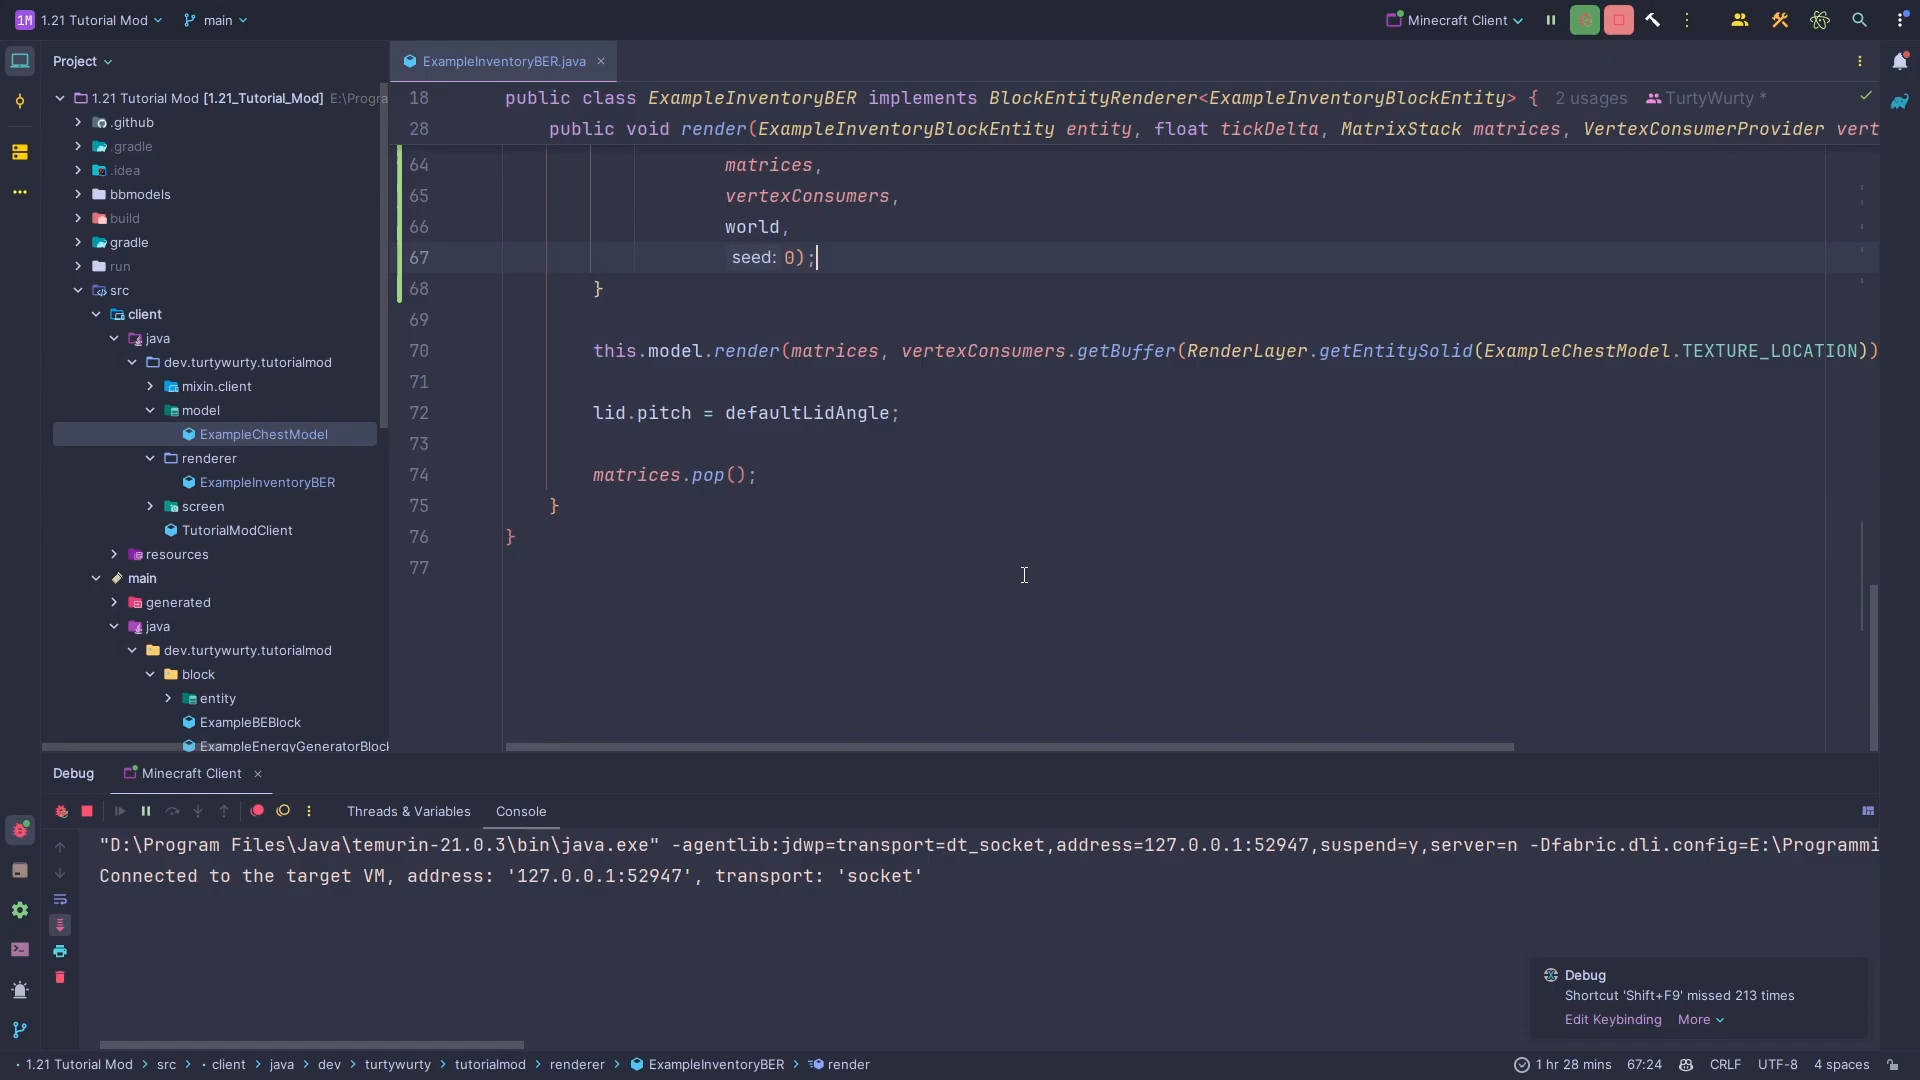 1M 1.21 Tutorial Mod main Minecraft Client
Project
ExampleInventoryBER.java
1.21 Tutorial Mod [1.21_Tutorial_Mod] E:\Progra
.github
.gradle
.idea
bbmodels
build
gradle
run
src
client
java
dev.turtywurty.tutorialmod
mixin.client
model
ExampleChestModel
renderer
ExampleInventoryBER
screen
TutorialModClient
resources
main
generated
java
dev.turtywurty.tutorialmod
block
entity
ExampleBEBlock
ExampleEnergyGeneratorBlock
18 public class ExampleInventoryBER implements BlockEntityRenderer<ExampleInventoryBlockEntity> { 2 usages TurtyWurty *
28 public void render(ExampleInventoryBlockEntity entity, float tickDelta, MatrixStack matrices, VertexConsumerProvider vert
64 matrices,
65 vertexConsumers,
66 world,
67 seed: 0);
68 }
69
70 this.model.render(matrices, vertexConsumers.getBuffer(RenderLayer.getEntitySolid(ExampleChestModel.TEXTURE_LOCATION))
71
72 lid.pitch = defaultLidAngle;
73
74 matrices.pop();
75 }
76 }
77
Debug Minecraft Client
Threads & Variables Console
"D:\Program Files\Java\temurin-21.0.3\bin\java.exe" -agentlib:jdwp=transport=dt_socket,address=127.0.0.1:52947,suspend=y,server=n -Dfabric.dli.config=E:\Programmi
Connected to the target VM, address: '127.0.0.1:52947', transport: 'socket'
Debug
Shortcut 'Shift+F9' missed 213 times
Edit Keybinding More
1.21 Tutorial Mod > src > client > java > dev > turtywurty > tutorialmod > renderer > ExampleInventoryBER > render 1 hr 28 mins 67:24 CRLF UTF-8 4 spaces